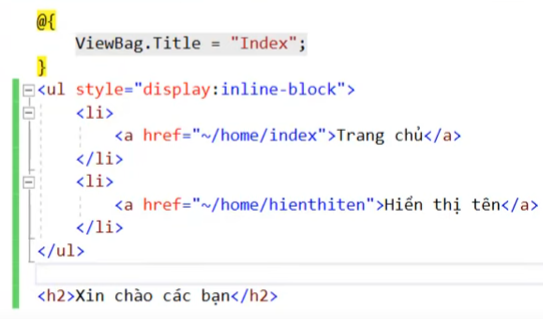 @{
    ViewBag.Title = "Index";
}
<ul style="display:inline-block">
    <li>
        <a href="~/home/index">Trang chủ</a>
    </li>
    <li>
        <a href="~/home/hienthiten">Hiển thị tên</a>
    </li>
</ul>
<h2>Xin chào các bạn</h2>